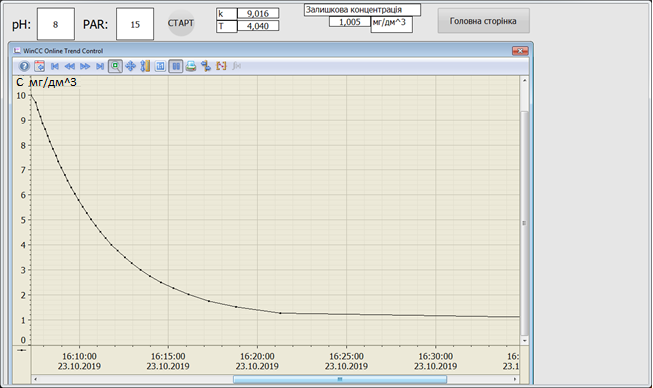 pH: 8 PAR: 15 СТАРТ
k 9,016
T 4,040
Залишкова концентрація
1,005 мг/дм^3
Головна сторінка
WinCC Online Trend Control
C мг/дм^3
10
9
8
7
6
5
4
3
2
1
0
16:10:00 16:15:00 16:20:00 16:25:00 16:30:00 16:
23.10.2019 23.10.2019 23.10.2019 23.10.2019 23.10.2019 23.1